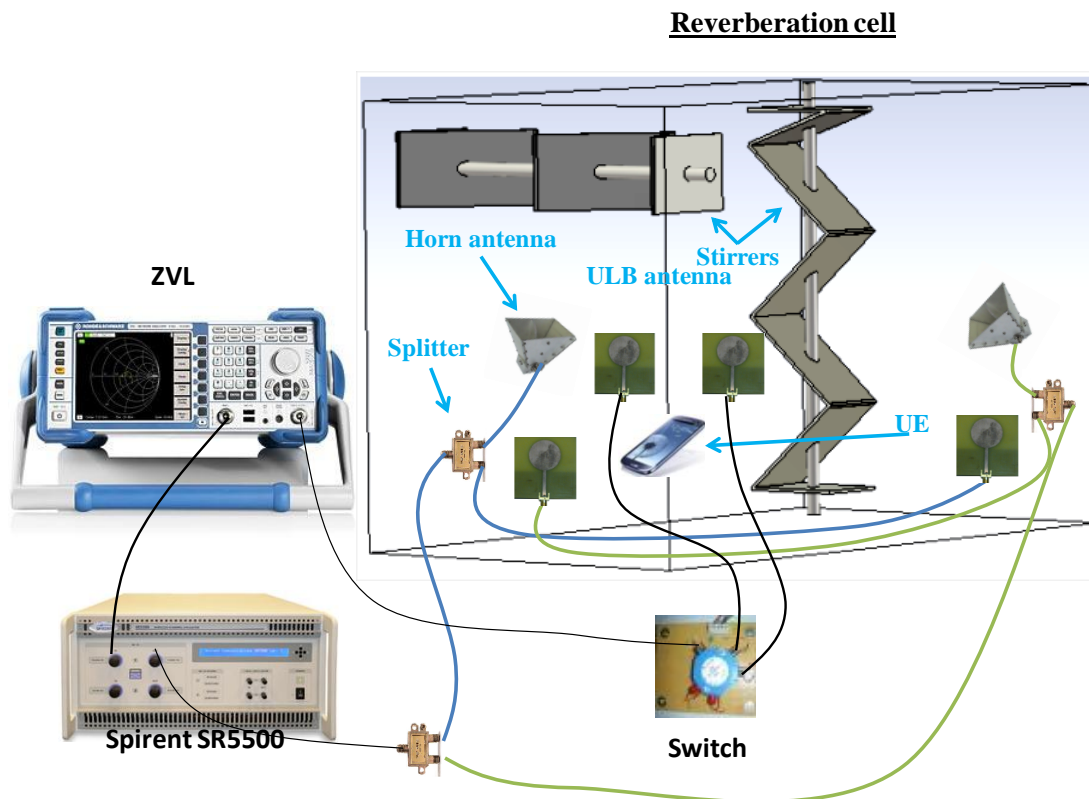 Reverberation cell
Horn antenna
Stirrers
ULB antenna
ZVL
Splitter
UE
Spirent SR5500
Switch